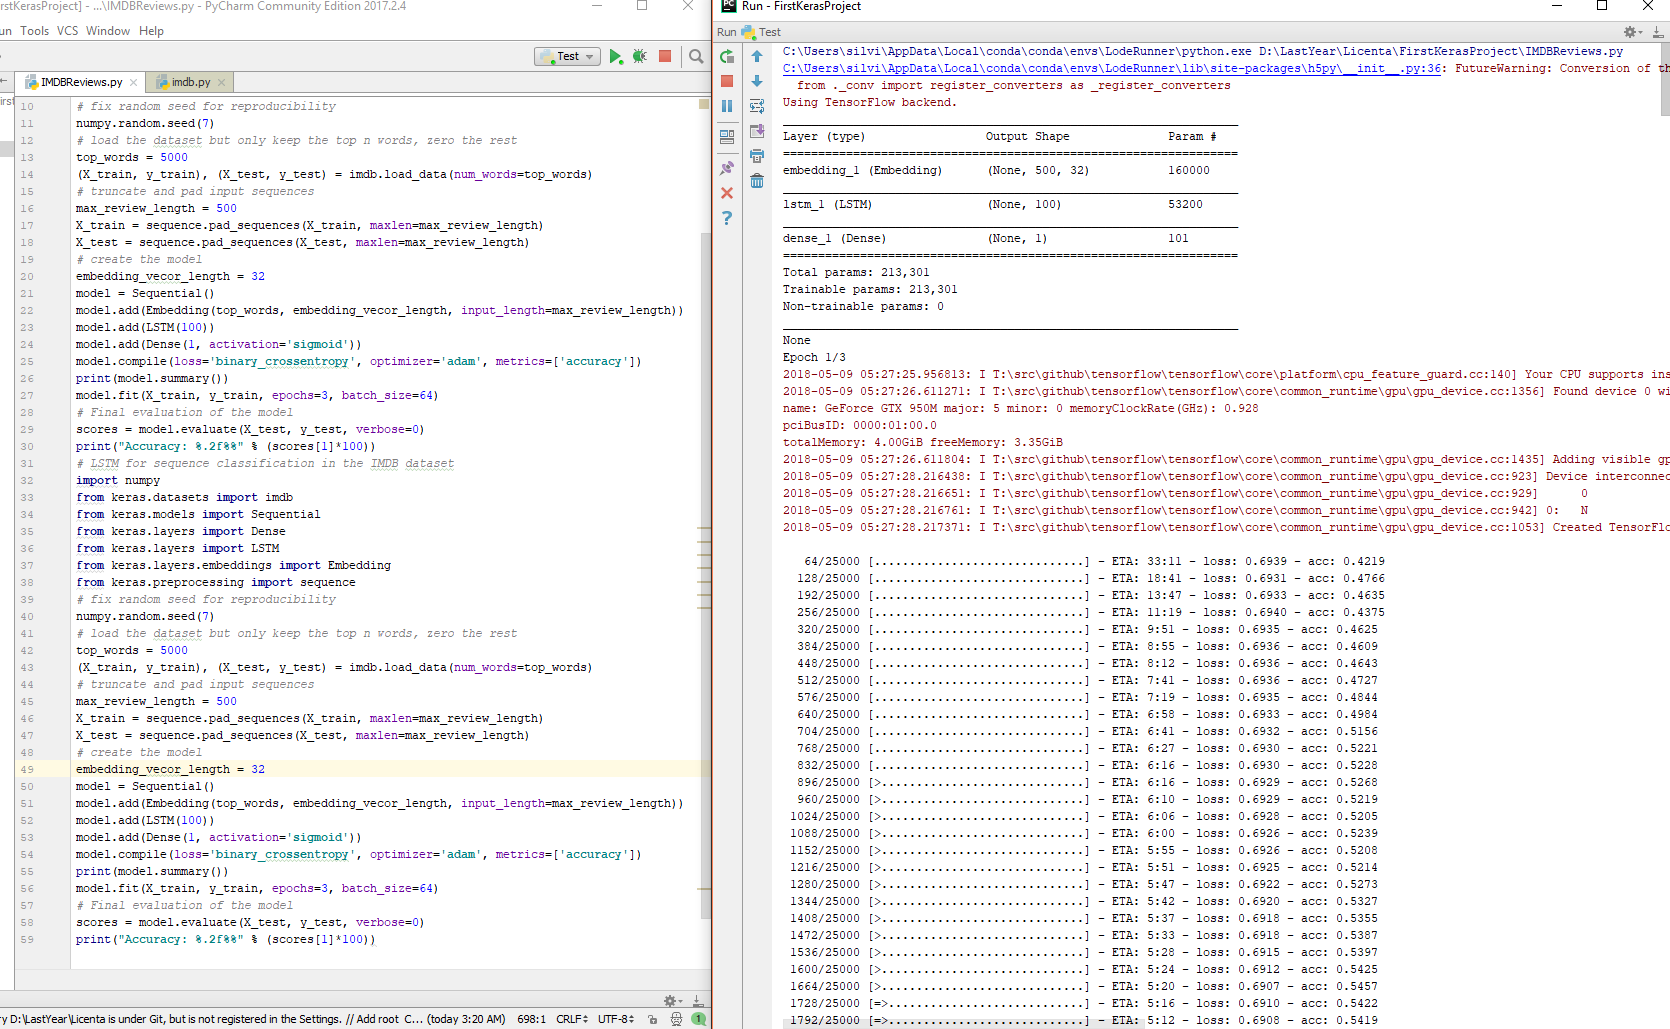 rstKerasProject] - ...\IMDBReviews.py - PyCharm Community Edition 2017.2.4
un Tools VCS Window Help
Test
IMDBReviews.py
imdb.py
10 # fix random seed for reproducibility
11 numpy.random.seed(7)
12 # load the dataset but only keep the top n words, zero the rest
13 top_words = 5000
14 (X_train, y_train), (X_test, y_test) = imdb.load_data(num_words=top_words)
15 # truncate and pad input sequences
16 max_review_length = 500
17 X_train = sequence.pad_sequences(X_train, maxlen=max_review_length)
18 X_test = sequence.pad_sequences(X_test, maxlen=max_review_length)
19 # create the model
20 embedding_vecor_length = 32
21 model = Sequential()
22 model.add(Embedding(top_words, embedding_vecor_length, input_length=max_review_length))
23 model.add(LSTM(100))
24 model.add(Dense(1, activation='sigmoid'))
25 model.compile(loss='binary_crossentropy', optimizer='adam', metrics=['accuracy'])
26 print(model.summary())
27 model.fit(X_train, y_train, epochs=3, batch_size=64)
28 # Final evaluation of the model
29 scores = model.evaluate(X_test, y_test, verbose=0)
30 print("Accuracy: %.2f%%" % (scores[1]*100))
31 # LSTM for sequence classification in the IMDB dataset
32 import numpy
33 from keras.datasets import imdb
34 from keras.models import Sequential
35 from keras.layers import Dense
36 from keras.layers import LSTM
37 from keras.layers.embeddings import Embedding
38 from keras.preprocessing import sequence
39 # fix random seed for reproducibility
40 numpy.random.seed(7)
41 # load the dataset but only keep the top n words, zero the rest
42 top_words = 5000
43 (X_train, y_train), (X_test, y_test) = imdb.load_data(num_words=top_words)
44 # truncate and pad input sequences
45 max_review_length = 500
46 X_train = sequence.pad_sequences(X_train, maxlen=max_review_length)
47 X_test = sequence.pad_sequences(X_test, maxlen=max_review_length)
48 # create the model
49 embedding_vecor_length = 32
50 model = Sequential()
51 model.add(Embedding(top_words, embedding_vecor_length, input_length=max_review_length))
52 model.add(LSTM(100))
53 model.add(Dense(1, activation='sigmoid'))
54 model.compile(loss='binary_crossentropy', optimizer='adam', metrics=['accuracy'])
55 print(model.summary())
56 model.fit(X_train, y_train, epochs=3, batch_size=64)
57 # Final evaluation of the model
58 scores = model.evaluate(X_test, y_test, verbose=0)
59 print("Accuracy: %.2f%%" % (scores[1]*100))
ry D:\LastYear\Licenta is under Git, but is not registered in the Settings. // Add root C... (today 3:20 AM) 698:1 CRLF UTF-8 1
Run - FirstKerasProject
Run Test
C:\Users\silvi\AppData\Local\conda\conda\envs\LodeRunner\python.exe D:\LastYear\Licenta\FirstKerasProject\IMDBReviews.py
C:\Users\silvi\AppData\Local\conda\conda\envs\LodeRunner\lib\site-packages\h5py\__init__.py:36: FutureWarning: Conversion of th
from ._conv import register_converters as _register_converters
Using TensorFlow backend.
Layer (type) Output Shape Param #
embedding_1 (Embedding) (None, 500, 32) 160000
lstm_1 (LSTM) (None, 100) 53200
dense_1 (Dense) (None, 1) 101
Total params: 213,301
Trainable params: 213,301
Non-trainable params: 0
None
Epoch 1/3
2018-05-09 05:27:25.956813: I T:\src\github\tensorflow\tensorflow\core\platform\cpu_feature_guard.cc:140] Your CPU supports ins
2018-05-09 05:27:26.611271: I T:\src\github\tensorflow\tensorflow\core\common_runtime\gpu\gpu_device.cc:1356] Found device 0 wi
name: GeForce GTX 950M major: 5 minor: 0 memoryClockRate(GHz): 0.928
pciBusID: 0000:01:00.0
totalMemory: 4.00GiB freeMemory: 3.35GiB
2018-05-09 05:27:26.611804: I T:\src\github\tensorflow\tensorflow\core\common_runtime\gpu\gpu_device.cc:1435] Adding visible gp
2018-05-09 05:27:28.216438: I T:\src\github\tensorflow\tensorflow\core\common_runtime\gpu\gpu_device.cc:923] Device interconnec
2018-05-09 05:27:28.216651: I T:\src\github\tensorflow\tensorflow\core\common_runtime\gpu\gpu_device.cc:929] 0
2018-05-09 05:27:28.216761: I T:\src\github\tensorflow\tensorflow\core\common_runtime\gpu\gpu_device.cc:942] 0: N
2018-05-09 05:27:28.217371: I T:\src\github\tensorflow\tensorflow\core\common_runtime\gpu\gpu_device.cc:1053] Created TensorFlo
64/25000 [..............................] - ETA: 33:11 - loss: 0.6939 - acc: 0.4219
128/25000 [..............................] - ETA: 18:41 - loss: 0.6931 - acc: 0.4766
192/25000 [..............................] - ETA: 13:47 - loss: 0.6933 - acc: 0.4635
256/25000 [..............................] - ETA: 11:19 - loss: 0.6940 - acc: 0.4375
320/25000 [..............................] - ETA: 9:51 - loss: 0.6935 - acc: 0.4625
384/25000 [..............................] - ETA: 8:55 - loss: 0.6936 - acc: 0.4609
448/25000 [..............................] - ETA: 8:12 - loss: 0.6936 - acc: 0.4643
512/25000 [..............................] - ETA: 7:41 - loss: 0.6936 - acc: 0.4727
576/25000 [..............................] - ETA: 7:19 - loss: 0.6935 - acc: 0.4844
640/25000 [..............................] - ETA: 6:58 - loss: 0.6933 - acc: 0.4984
704/25000 [..............................] - ETA: 6:41 - loss: 0.6932 - acc: 0.5156
768/25000 [..............................] - ETA: 6:27 - loss: 0.6930 - acc: 0.5221
832/25000 [..............................] - ETA: 6:16 - loss: 0.6930 - acc: 0.5228
896/25000 [>.............................] - ETA: 6:16 - loss: 0.6929 - acc: 0.5268
960/25000 [>.............................] - ETA: 6:10 - loss: 0.6929 - acc: 0.5219
1024/25000 [>.............................] - ETA: 6:06 - loss: 0.6928 - acc: 0.5205
1088/25000 [>.............................] - ETA: 6:00 - loss: 0.6926 - acc: 0.5239
1152/25000 [>.............................] - ETA: 5:55 - loss: 0.6926 - acc: 0.5208
1216/25000 [>.............................] - ETA: 5:51 - loss: 0.6925 - acc: 0.5214
1280/25000 [>.............................] - ETA: 5:47 - loss: 0.6922 - acc: 0.5273
1344/25000 [>.............................] - ETA: 5:42 - loss: 0.6920 - acc: 0.5327
1408/25000 [>.............................] - ETA: 5:37 - loss: 0.6918 - acc: 0.5355
1472/25000 [>.............................] - ETA: 5:33 - loss: 0.6918 - acc: 0.5387
1536/25000 [>.............................] - ETA: 5:28 - loss: 0.6915 - acc: 0.5397
1600/25000 [>.............................] - ETA: 5:24 - loss: 0.6912 - acc: 0.5425
1664/25000 [>.............................] - ETA: 5:20 - loss: 0.6907 - acc: 0.5457
1728/25000 [=>............................] - ETA: 5:16 - loss: 0.6910 - acc: 0.5422
1792/25000 [=>............................] - ETA: 5:12 - loss: 0.6908 - acc: 0.5419